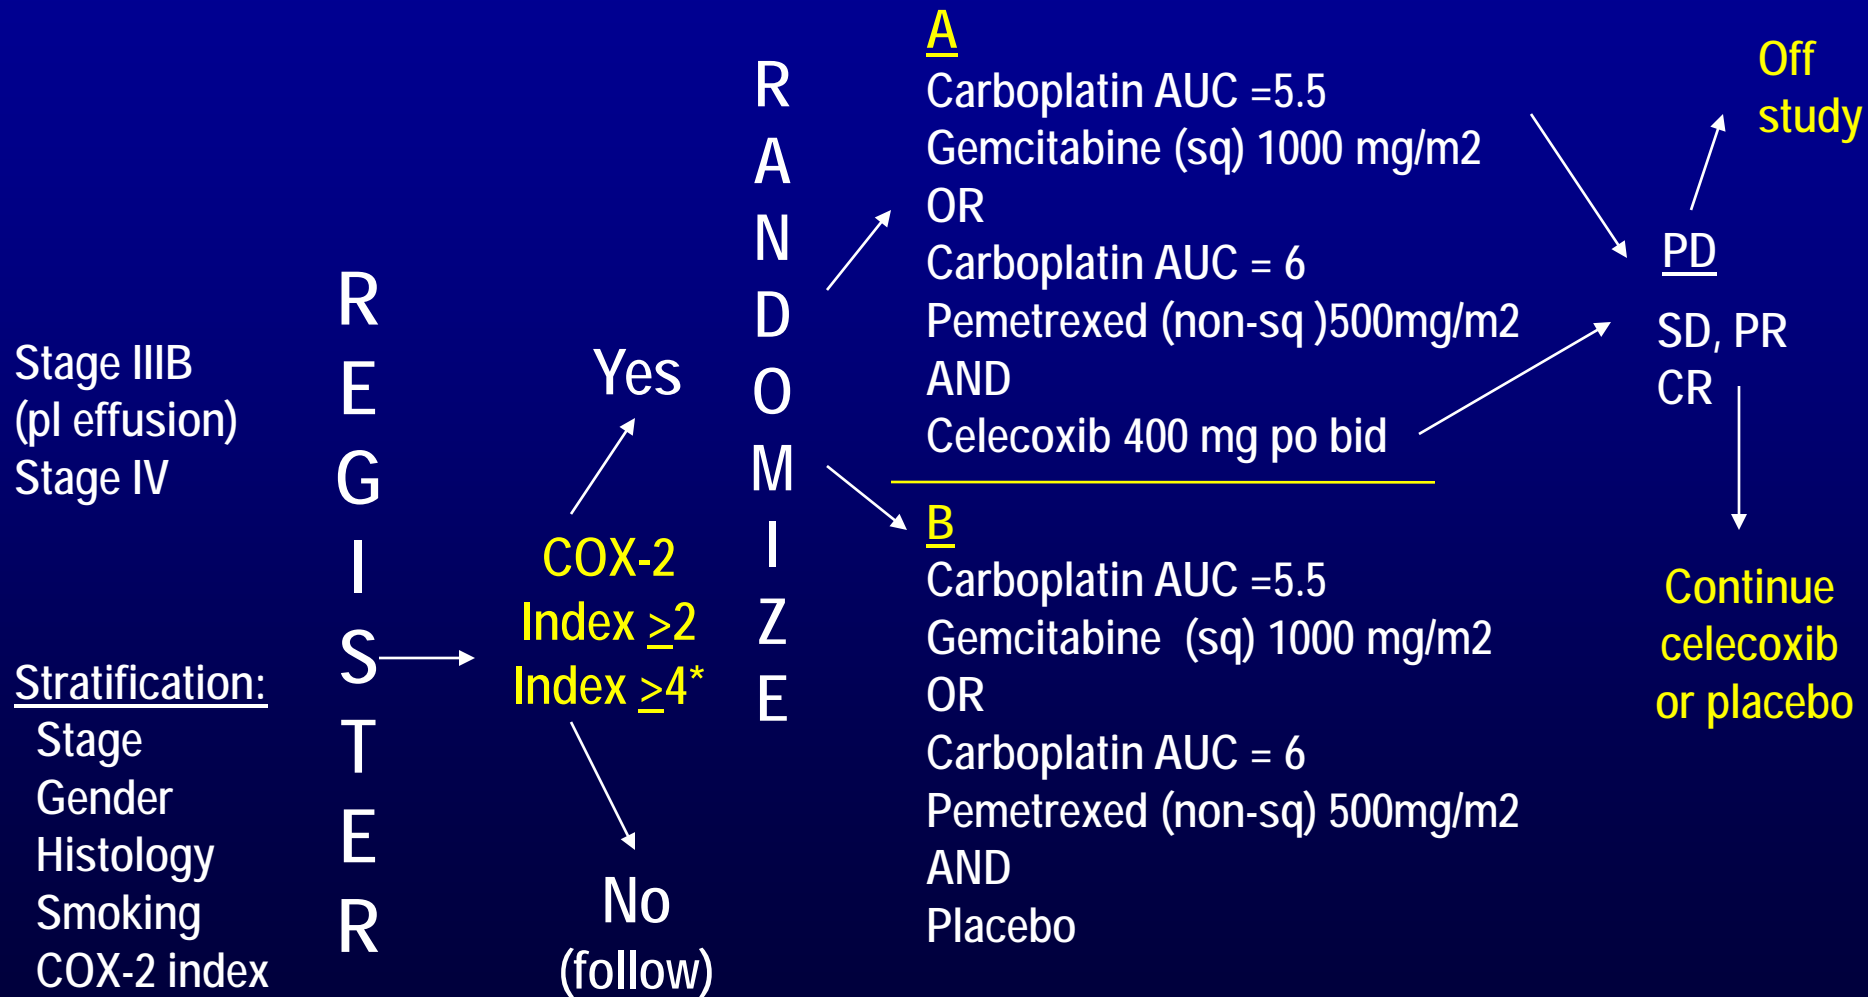 Stage IIIB
(pl effusion)
Stage IV
Stratification:
Stage
Gender
Histology
Smoking
COX-2 index
REGISTER
Yes
COX-2
Index ≥2
Index ≥4*
No
(follow)
RANDOMIZE
A
Carboplatin AUC =5.5
Gemcitabine (sq) 1000 mg/m2
OR
Carboplatin AUC = 6
Pemetrexed (non-sq )500mg/m2
AND
Celecoxib 400 mg po bid
B
Carboplatin AUC =5.5
Gemcitabine (sq) 1000 mg/m2
OR
Carboplatin AUC = 6
Pemetrexed (non-sq) 500mg/m2
AND
Placebo
Off
study
PD
SD, PR
CR
Continue
celecoxib
or placebo